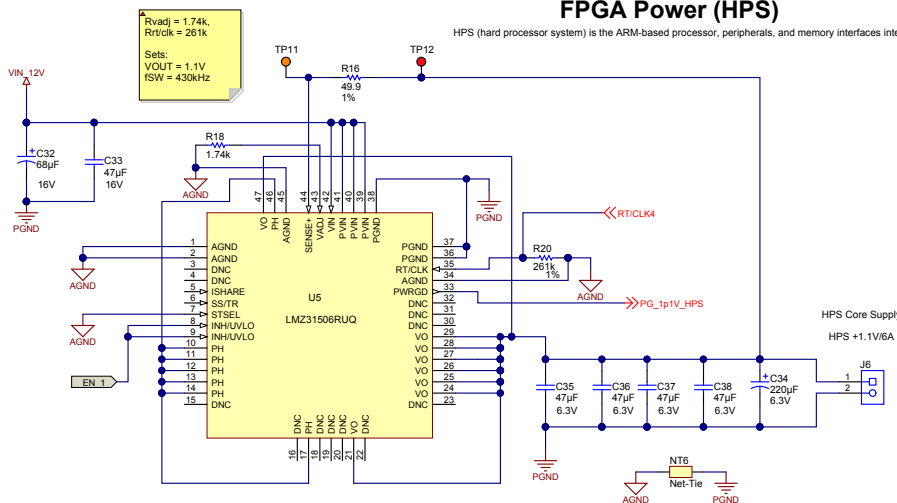 FPGA Power (HPS)
HPS (hard processor system) is the ARM-based processor, peripherals, and memory interfaces
Rvadj = 1.74k,
Rrt/clk = 261k
Sets:
VOUT = 1.1V
fSW = 430kHz
VIN_12V
TP11
TP12
R16
49.9
1%
C32
68µF
16V
C33
47µF
16V
PGND
R18
1.74k
AGND
47
46
45
44
43
42
41
40
39
38
VO
PH
AGND
SENSE+
VADJ
VIN
PVIN
PVIN
PVIN
PGND
PGND
1 AGND
2 AGND
3 DNC
4 DNC
5 ISHARE
6 SS/TR
7 STSEL
8 INH/UVLO
9 INH/UVLO
10 PH
11 PH
12 PH
13 PH
14 PH
15 DNC
AGND
AGND
EN_1
U5
LMZ31506RUQ
PGND 37
PGND 36
RT/CLK 35
AGND 34
PWRGD 33
DNC 32
DNC 31
DNC 30
VO 29
VO 28
VO 27
VO 26
VO 25
VO 24
DNC 23
DNC
PH
DNC
DNC
DNC
VO
DNC
16
17
18
19
20
21
22
RT/CLK4
R20
261k
1%
AGND
PG_1p1V_HPS
HPS Core Supply
HPS +1.1V/6A
J6
1
2
C35
47µF
6.3V
C36
47µF
6.3V
C37
47µF
6.3V
C38
47µF
6.3V
C34
220µF
6.3V
PGND
NT6
Net-Tie
AGND
PGND